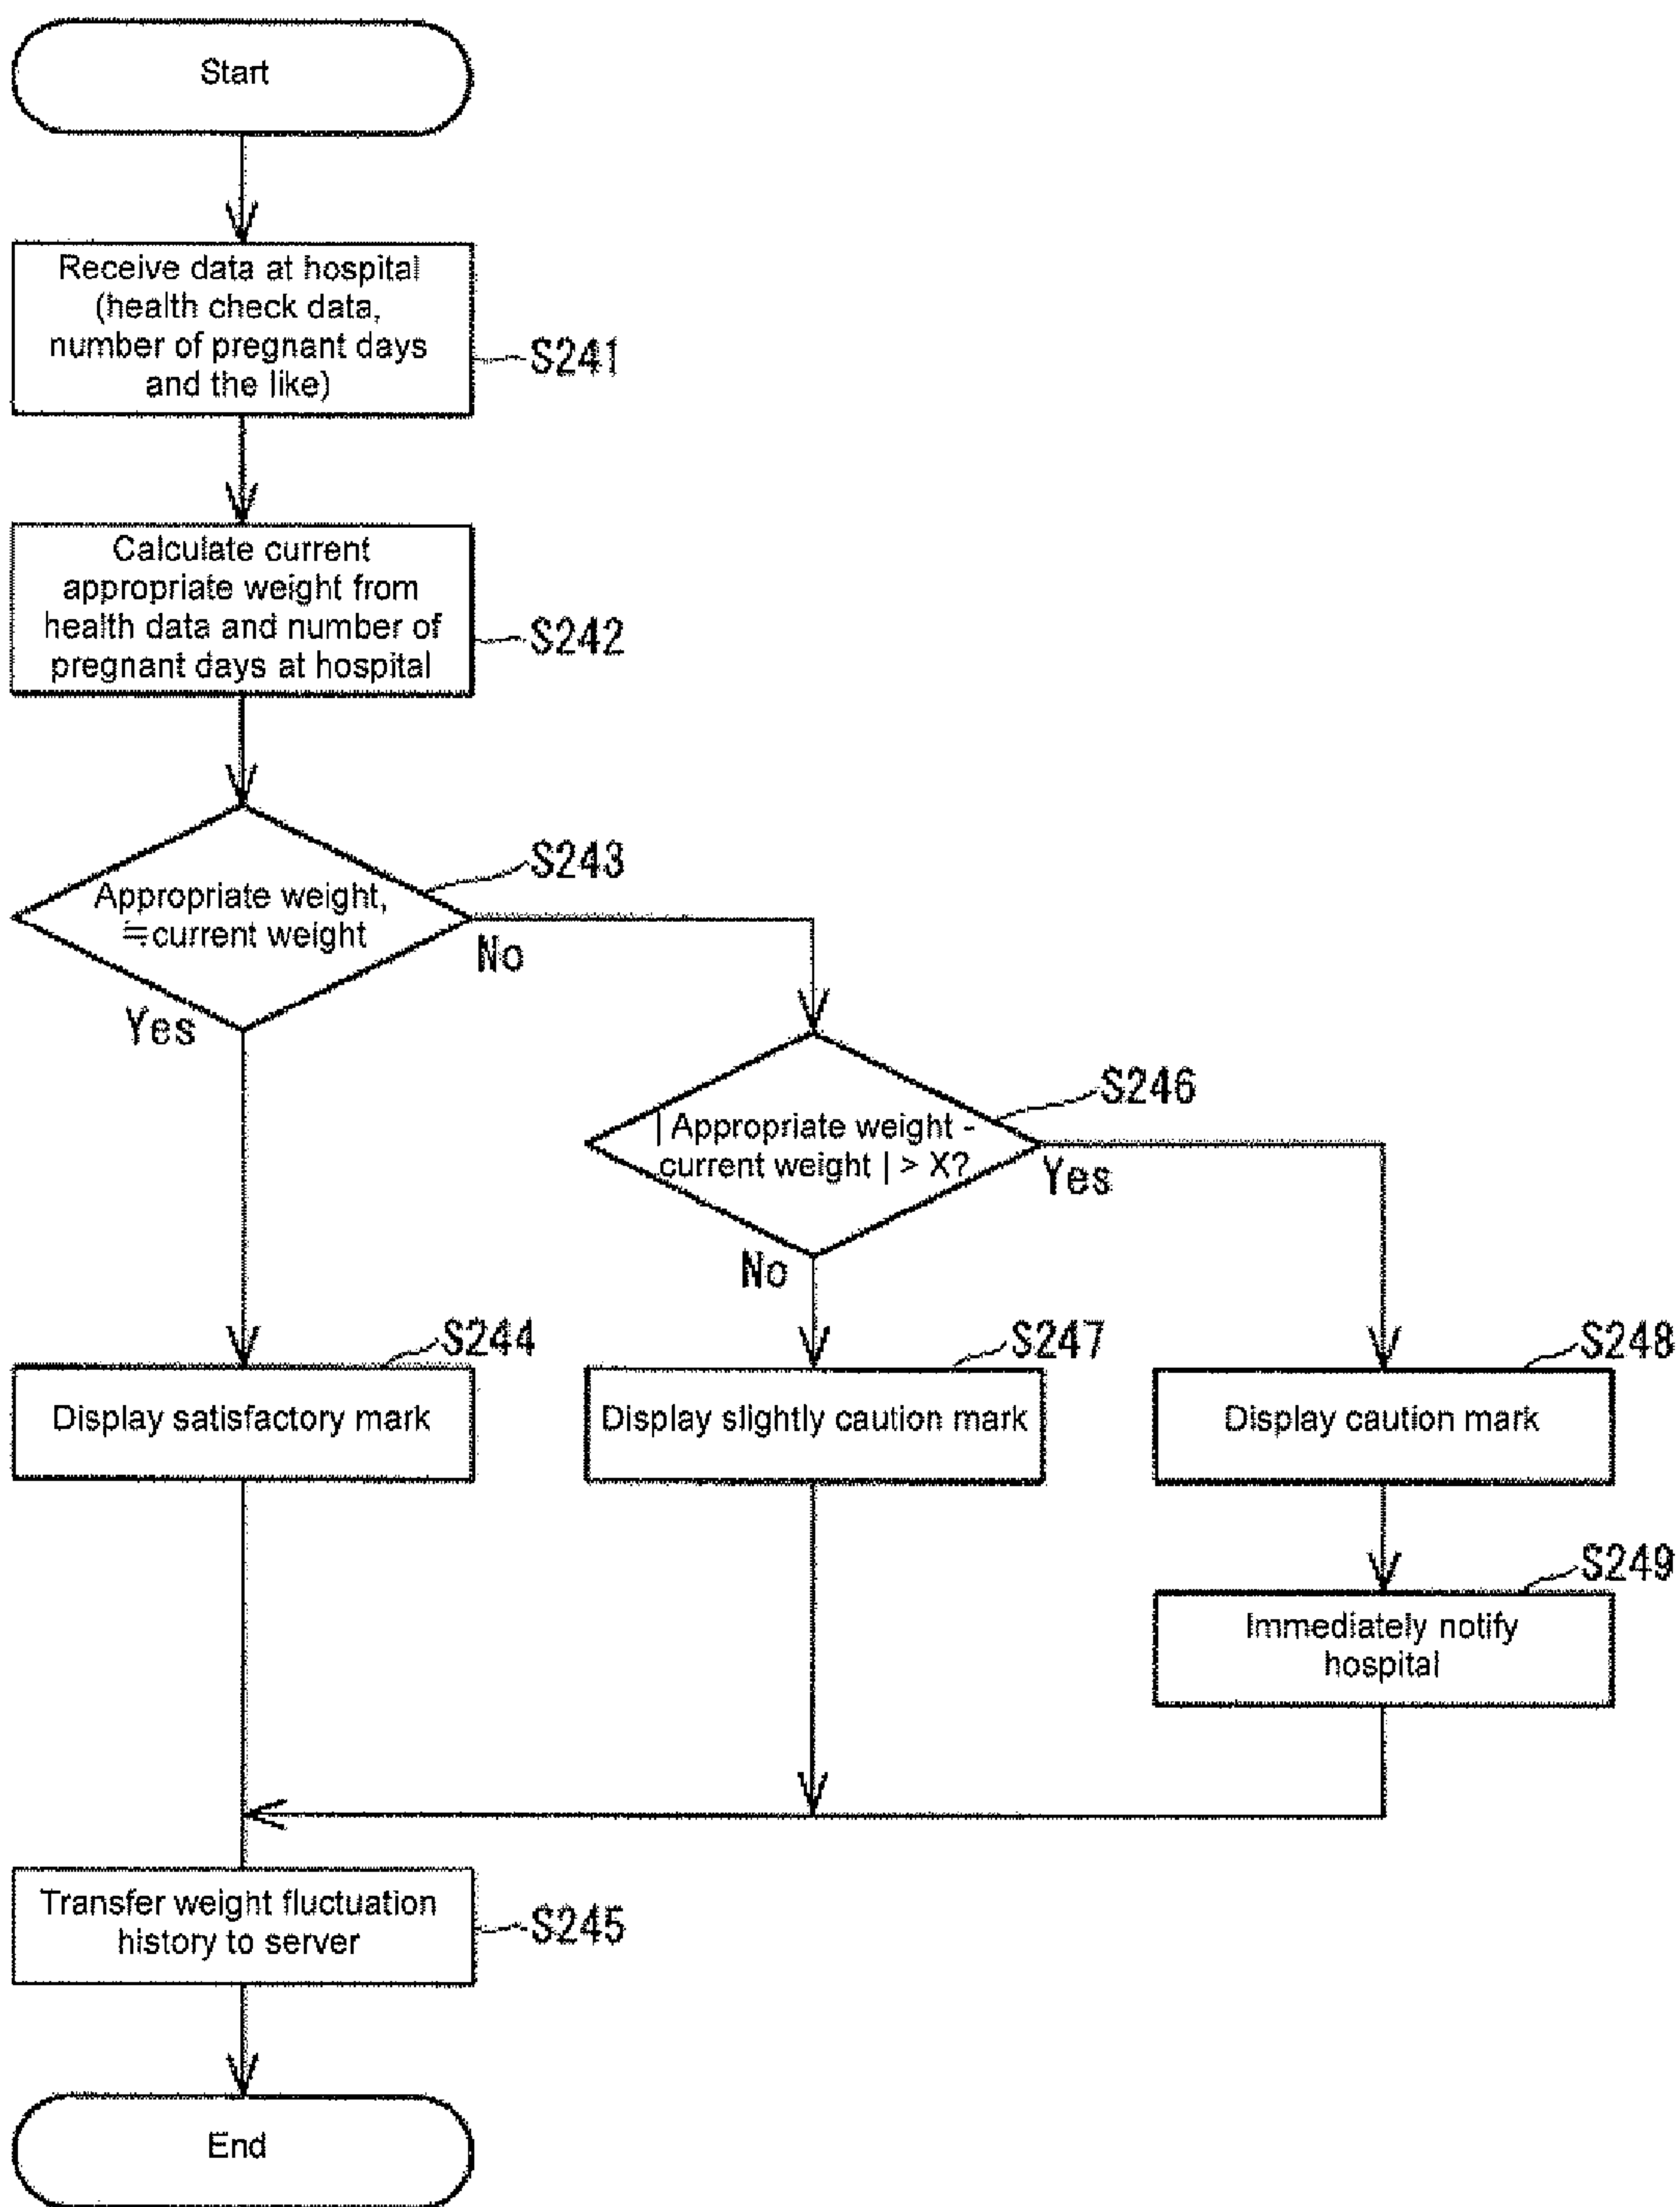 Start
Receive data at hospital
(health check data,
number of pregnant days
and the like)
S241
Calculate current
appropriate weight from
health data and number of
pregnant days at hospital
S242
S243
Appropriate weight,
≒current weight
No
Yes
S246
| Appropriate weight -
current weight | > X?
Yes
No
S244
Display satisfactory mark
S247
Display slightly caution mark
S248
Display caution mark
S249
Immediately notify
hospital
Transfer weight fluctuation
history to server
S245
End